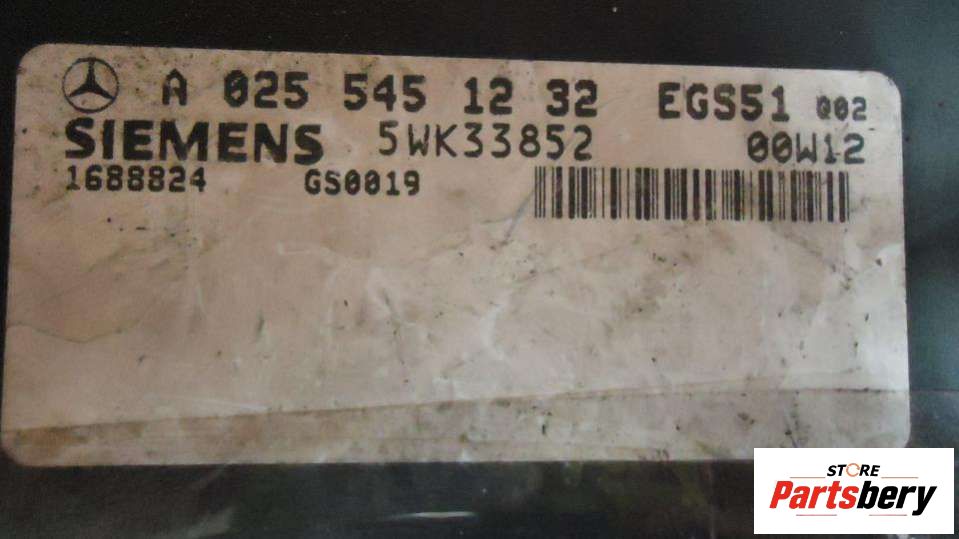 A 025 545 12 32 EGS51 Q02
SIEMENS 5WK33852 00W12
1688824 GS0019
STORE
Partsbery